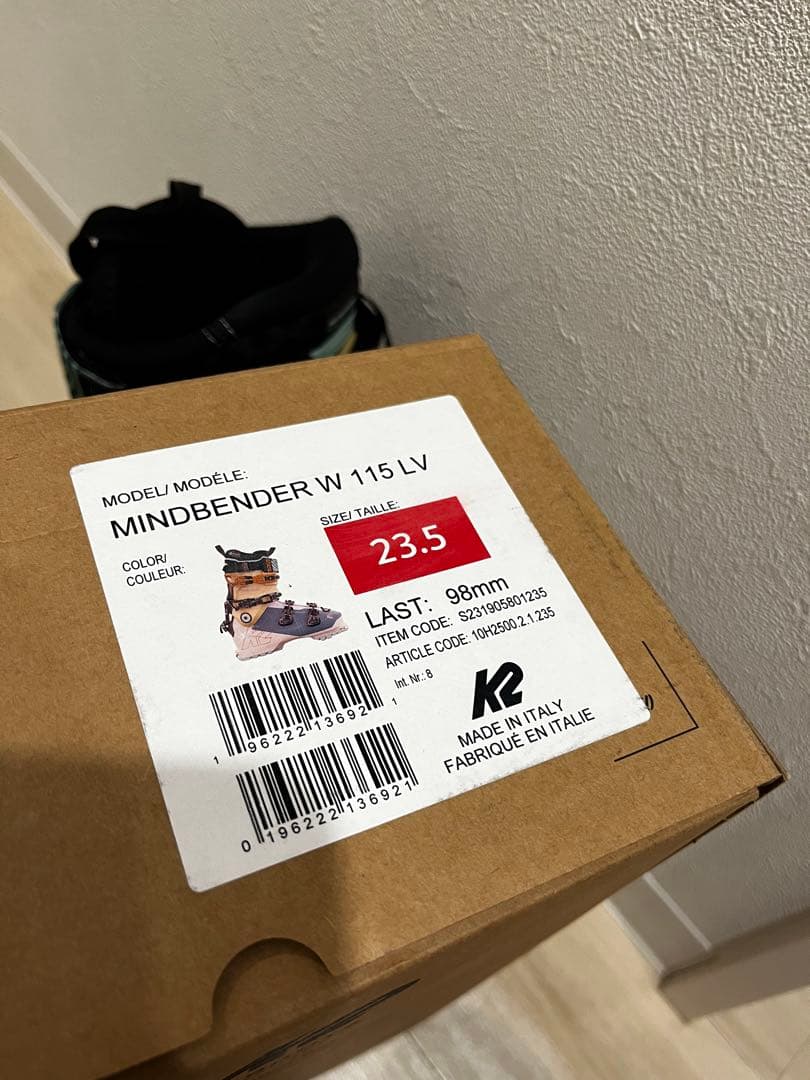 MODEL/ MODÉLE:
MINDBENDER W 115 LV
COLOR/
COULEUR:
SIZE/ TAILLE:
23.5
LAST: 98mm
ITEM CODE: S231905801235
ARTICLE CODE: 10H2500.2.1.235
Int. Nr.: 8
1 96222 13692 1
0 196222 136921
K2
MADE IN ITALY
FABRIQUÉ EN ITALIE